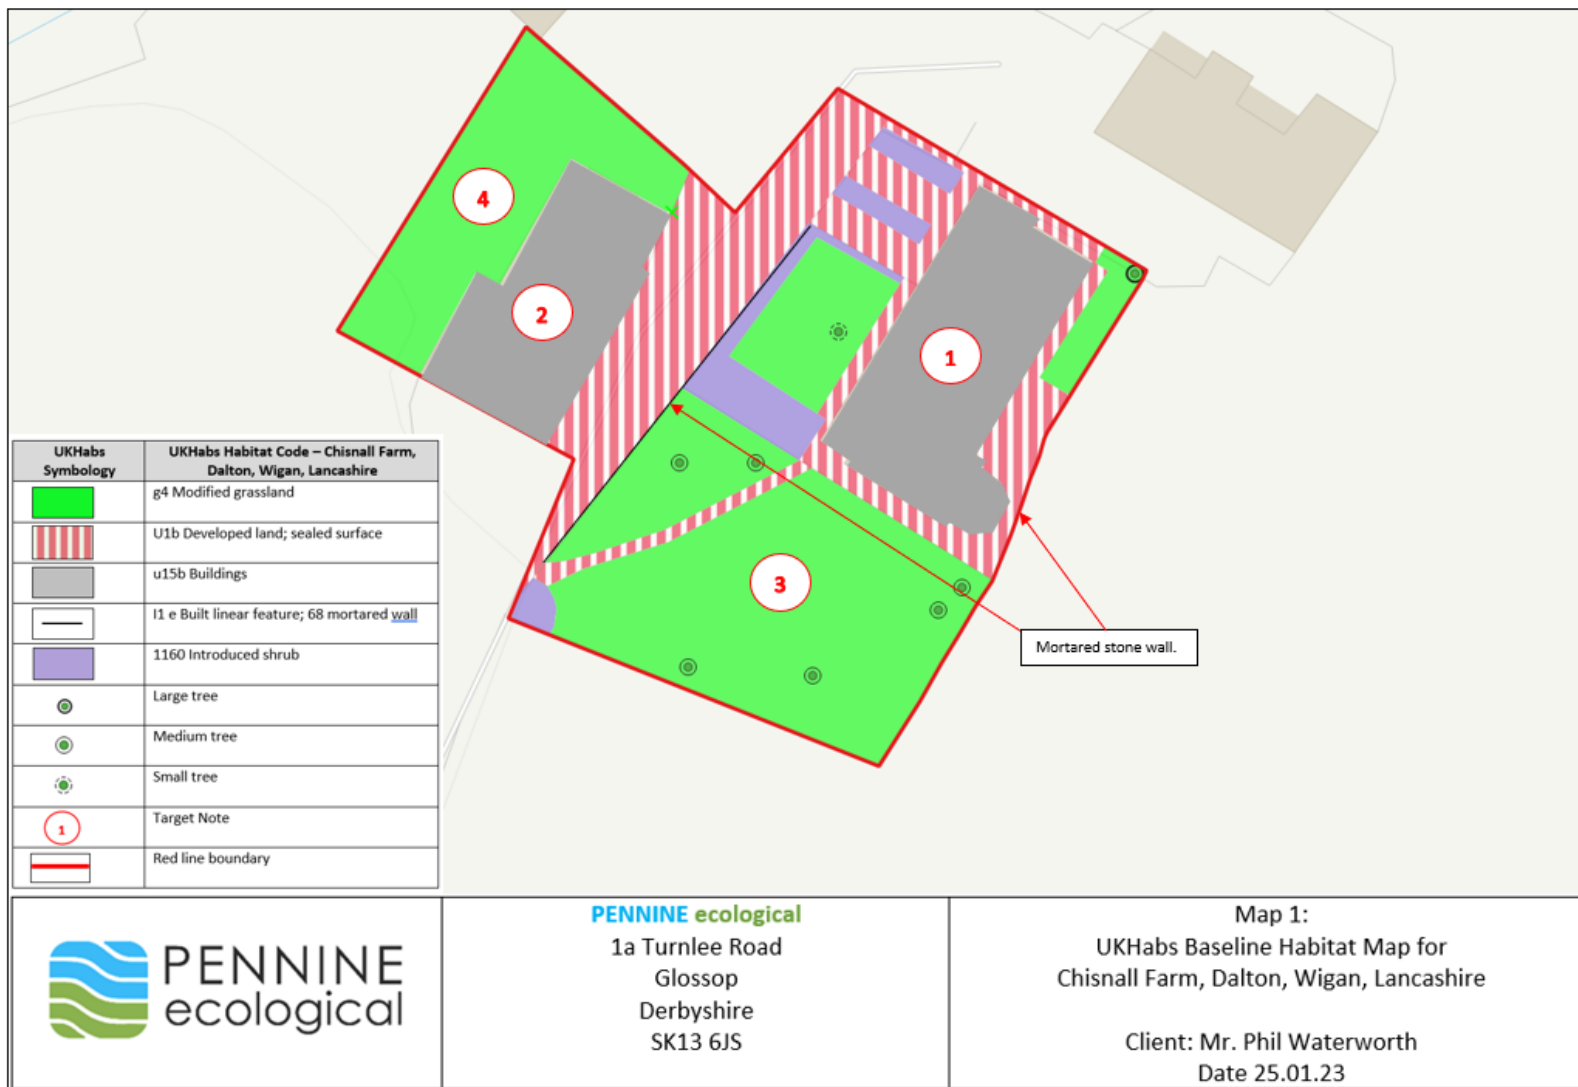 4
2
1
3
Mortared stone wall.
UKHabs
Symbology
UKHabs Habitat Code – Chisnall Farm,
Dalton, Wigan, Lancashire
g4 Modified grassland
U1b Developed land; sealed surface
u15b Buildings
l1 e Built linear feature; 68 mortared wall
1160 Introduced shrub
Large tree
Medium tree
Small tree
1
Target Note
Red line boundary
PENNINE
ecological
PENNINE ecological
1a Turnlee Road
Glossop
Derbyshire
SK13 6JS
Map 1:
UKHabs Baseline Habitat Map for
Chisnall Farm, Dalton, Wigan, Lancashire
Client: Mr. Phil Waterworth
Date 25.01.23